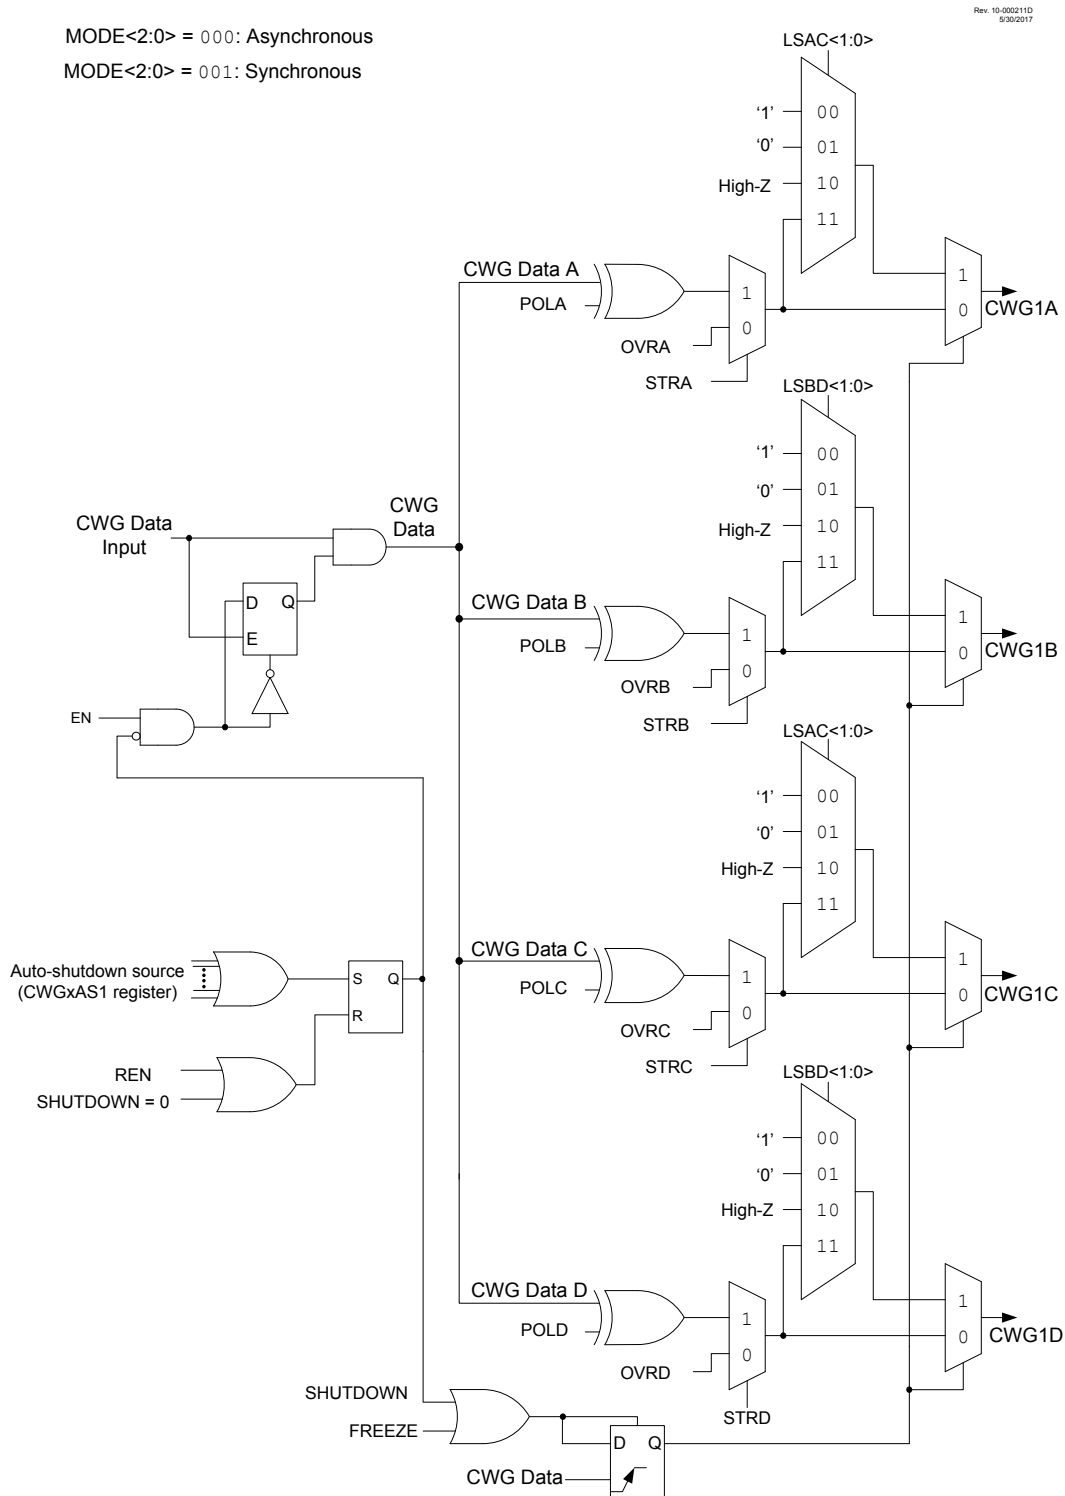 Rev. 10-000211D
5/30/2017
MODE<2:0> = 000: Asynchronous
MODE<2:0> = 001: Synchronous
LSAC<1:0>
'1'
00
'0'
01
High-Z
10
11
CWG Data A
POLA
1
0
OVRA
STRA
1
0
CWG1A
LSBD<1:0>
‘1’
00
‘0’
01
High-Z
10
11
CWG Data B
POLB
1
0
OVRB
STRB
1
0
CWG1B
CWG Data
Input
CWG
Data
D
Q
E
EN
LSAC<1:0>
‘1’
00
‘0’
01
High-Z
10
11
CWG Data C
POLC
1
0
OVRC
STRC
1
0
CWG1C
Auto-shutdown source
(CWGxAS1 register)
S
Q
R
REN
SHUTDOWN = 0
LSBD<1:0>
‘1’
00
‘0’
01
High-Z
10
11
CWG Data D
POLD
1
0
OVRD
STRD
1
0
CWG1D
SHUTDOWN
FREEZE
D
Q
CWG Data